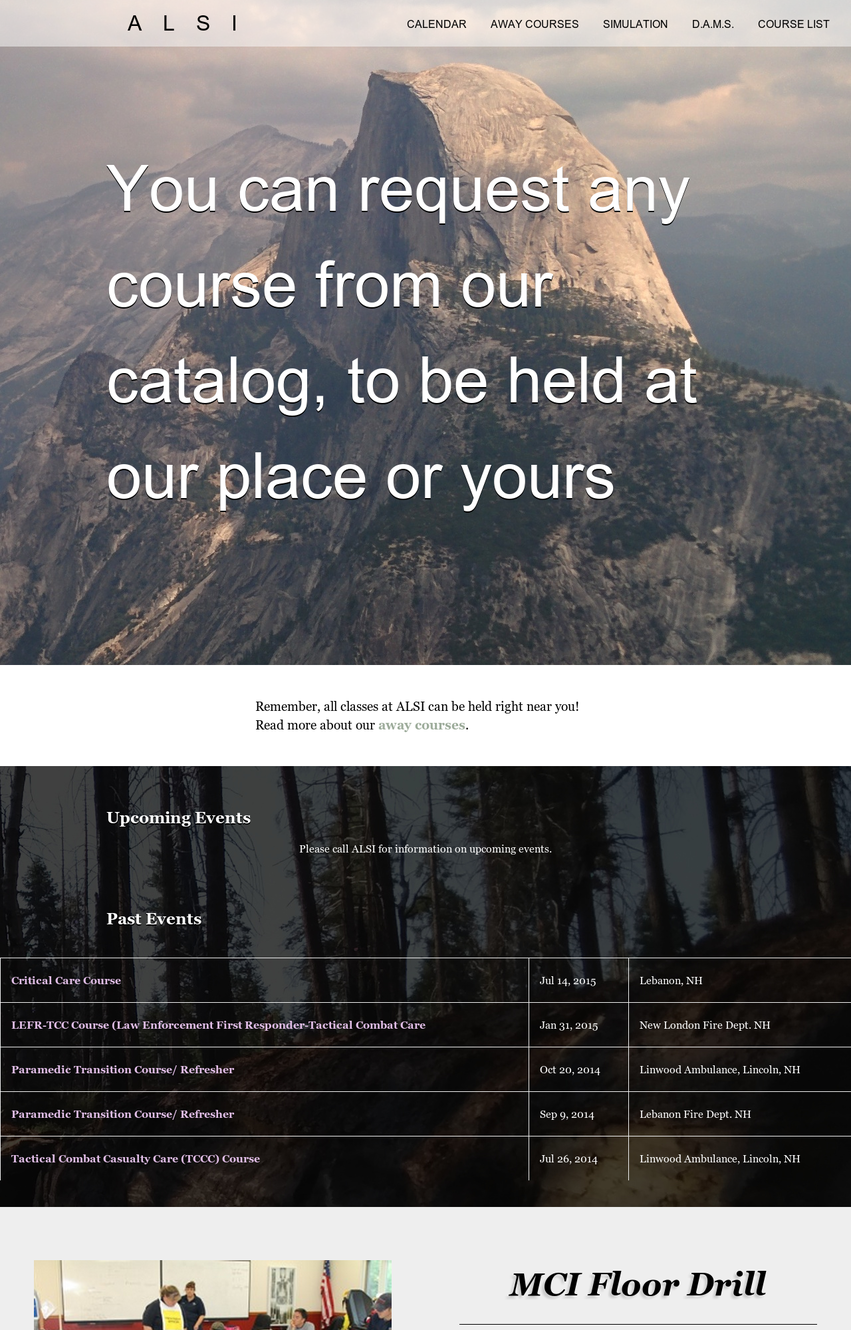 A L S I
CALENDAR AWAY COURSES SIMULATION D.A.M.S. COURSE LIST
You can request any
course from our
catalog, to be held at
our place or yours
Remember, all classes at ALSI can be held right near you!
Read more about our away courses.
Upcoming Events
Please call ALSI for information on upcoming events.
Past Events
Critical Care Course Jul 14, 2015 Lebanon, NH
LEFR-TCC Course (Law Enforcement First Responder-Tactical Combat Care Jan 31, 2015 New London Fire Dept. NH
Paramedic Transition Course/ Refresher Oct 20, 2014 Linwood Ambulance, Lincoln, NH
Paramedic Transition Course/ Refresher Sep 9, 2014 Lebanon Fire Dept. NH
Tactical Combat Casualty Care (TCCC) Course Jul 26, 2014 Linwood Ambulance, Lincoln, NH
MCI Floor Drill